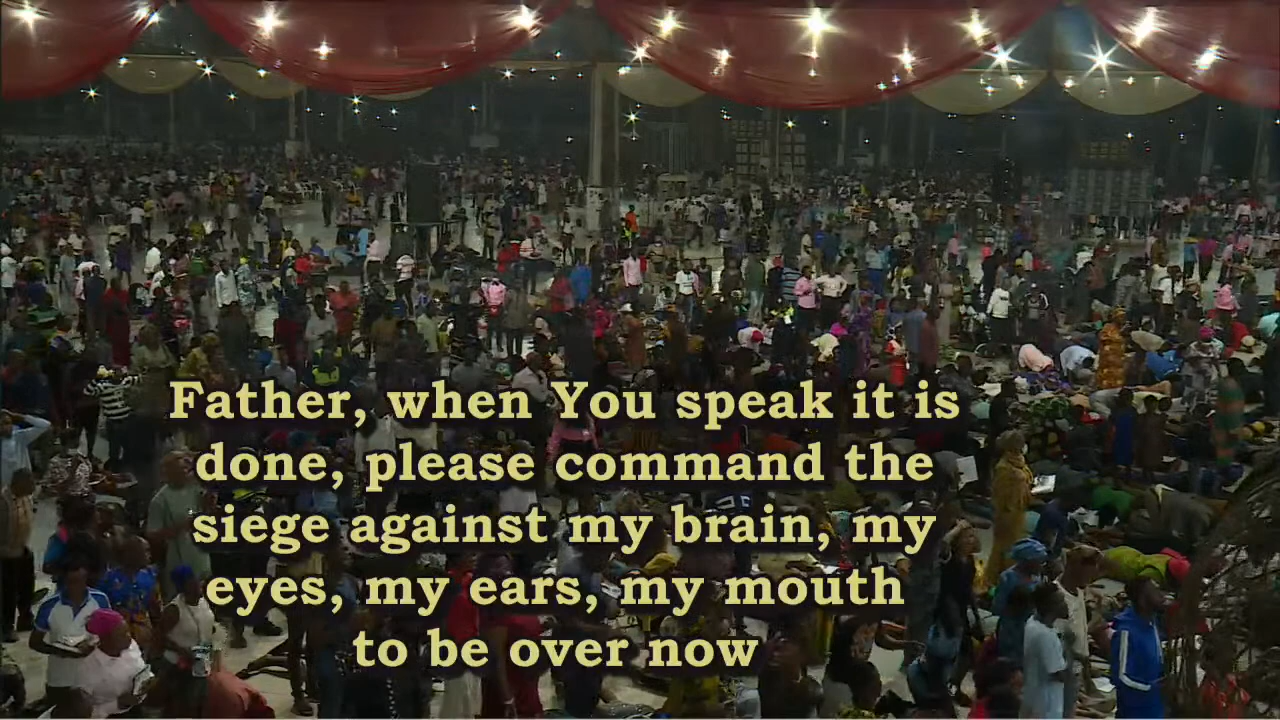 Father, when You speak it is
done, please command the
siege against my brain, my
eyes, my ears, my mouth
to be over now